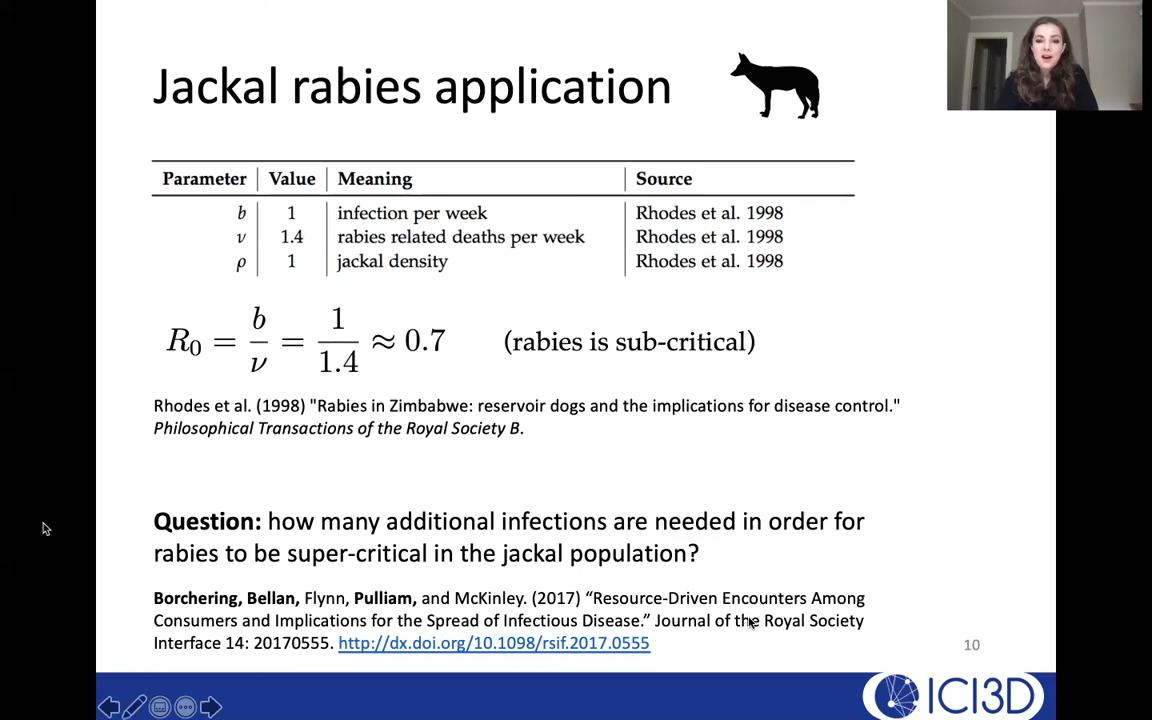 Jackal rabies application
Parameter Value Meaning Source
b 1 infection per week Rhodes et al. 1998
ν 1.4 rabies related deaths per week Rhodes et al. 1998
ρ 1 jackal density Rhodes et al. 1998
R₀ = b/ν = 1/1.4 ≈ 0.7 (rabies is sub-critical)
Rhodes et al. (1998) "Rabies in Zimbabwe: reservoir dogs and the implications for disease control."
Philosophical Transactions of the Royal Society B.
Question: how many additional infections are needed in order for
rabies to be super-critical in the jackal population?
Borchering, Bellan, Flynn, Pulliam, and McKinley. (2017) “Resource-Driven Encounters Among
Consumers and Implications for the Spread of Infectious Disease.” Journal of the Royal Society
Interface 14: 20170555. http://dx.doi.org/10.1098/rsif.2017.0555
10
ICI3D